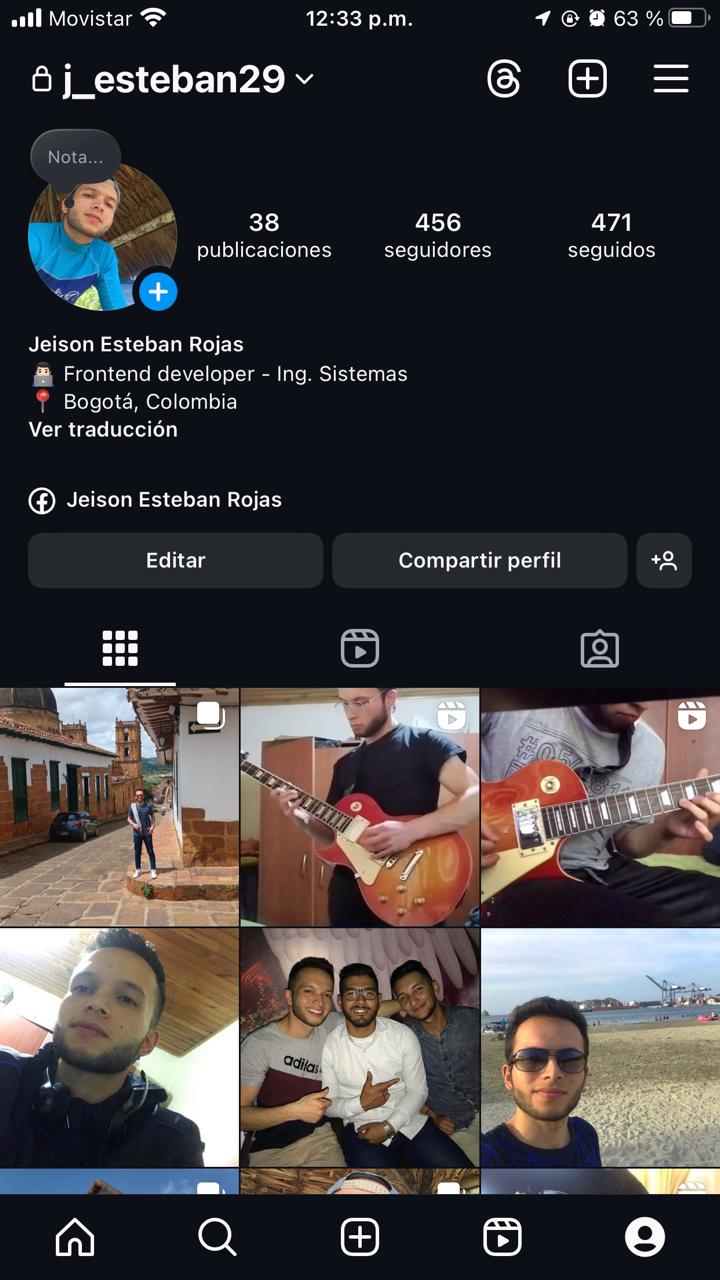 Movistar 12:33 p.m. 63 %
j_esteban29
Nota...
38 456 471
publicaciones seguidores seguidos
Jeison Esteban Rojas
Frontend developer - Ing. Sistemas
Bogotá, Colombia
Ver traducción
Jeison Esteban Rojas
Editar Compartir perfil
adidas